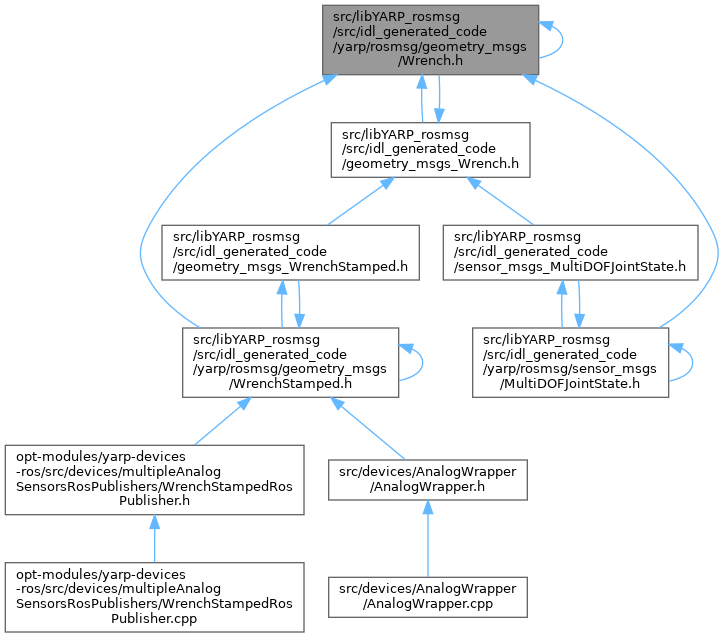 src/libYARP_rosmsg
/src/idl_generated_code
/yarp/rosmsg/geometry_msgs
/Wrench.h
src/libYARP_rosmsg
/src/idl_generated_code
/geometry_msgs_Wrench.h
src/libYARP_rosmsg
/src/idl_generated_code
/geometry_msgs_WrenchStamped.h
src/libYARP_rosmsg
/src/idl_generated_code
/sensor_msgs_MultiDOFJointState.h
src/libYARP_rosmsg
/src/idl_generated_code
/yarp/rosmsg/geometry_msgs
/WrenchStamped.h
src/libYARP_rosmsg
/src/idl_generated_code
/yarp/rosmsg/sensor_msgs
/MultiDOFJointState.h
opt-modules/yarp-devices
-ros/src/devices/multipleAnalog
SensorsRosPublishers/WrenchStampedRos
Publisher.h
src/devices/AnalogWrapper
/AnalogWrapper.h
opt-modules/yarp-devices
-ros/src/devices/multipleAnalog
SensorsRosPublishers/WrenchStampedRos
Publisher.cpp
src/devices/AnalogWrapper
/AnalogWrapper.cpp